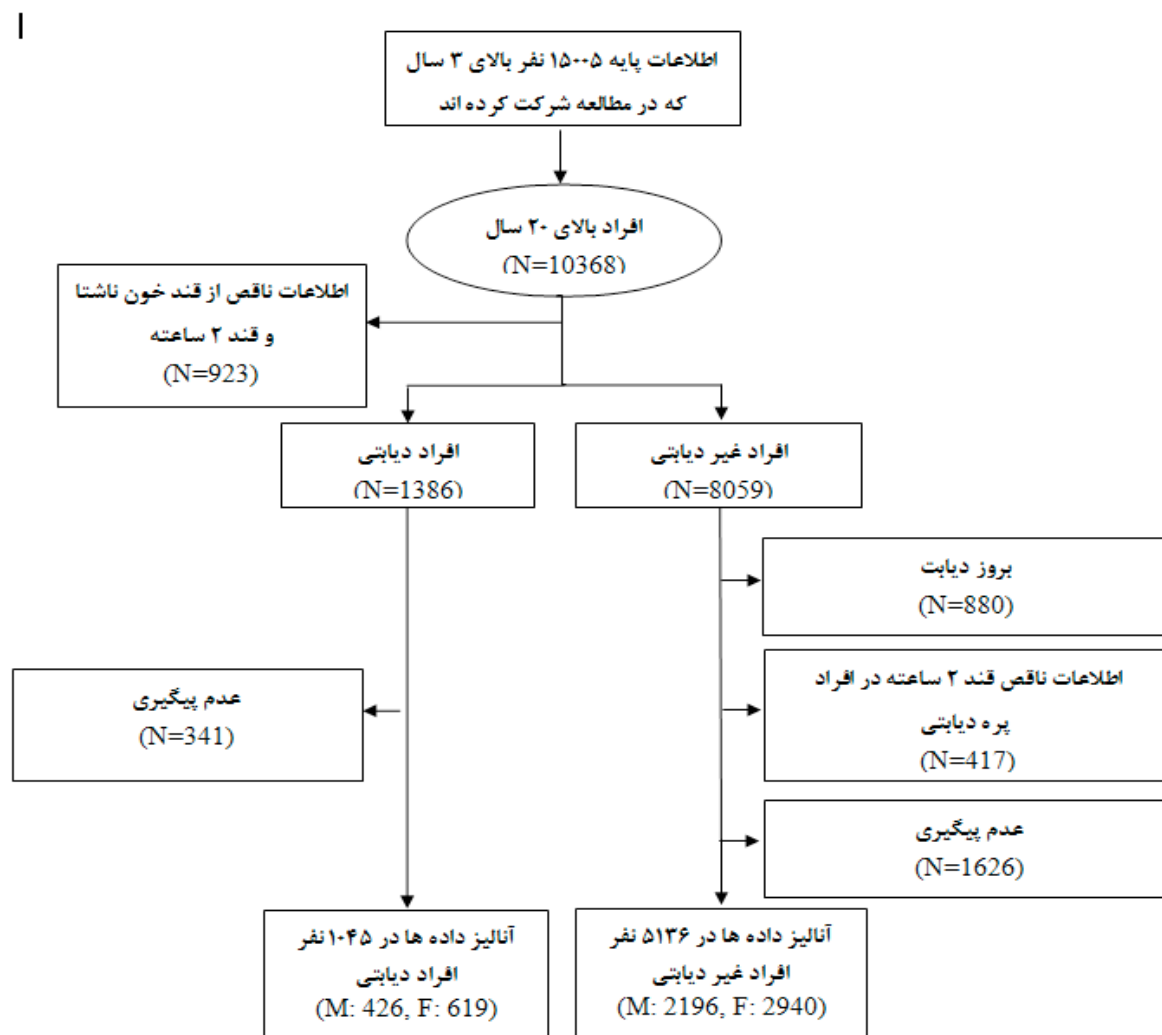 اطلاعات پایه ۱۵۰۰۵ نفر بالای ۳ سال
که در مطالعه شرکت کرده اند
افراد بالای ۲۰ سال
(N=10368)
اطلاعات ناقص از قند خون ناشتا
و قند ۲ ساعته
(N=923)
افراد دیابتی
(N=1386)
افراد غیر دیابتی
(N=8059)
بروز دیابت
(N=880)
اطلاعات ناقص قند ۲ ساعته در افراد
پره دیابتی
(N=417)
عدم پیگیری
(N=341)
عدم پیگیری
(N=1626)
آنالیز داده ها در ۱۰۴۵ نفر
افراد دیابتی
(M: 426, F: 619)
آنالیز داده ها در ۵۱۳۶ نفر
افراد غیر دیابتی
(M: 2196, F: 2940)